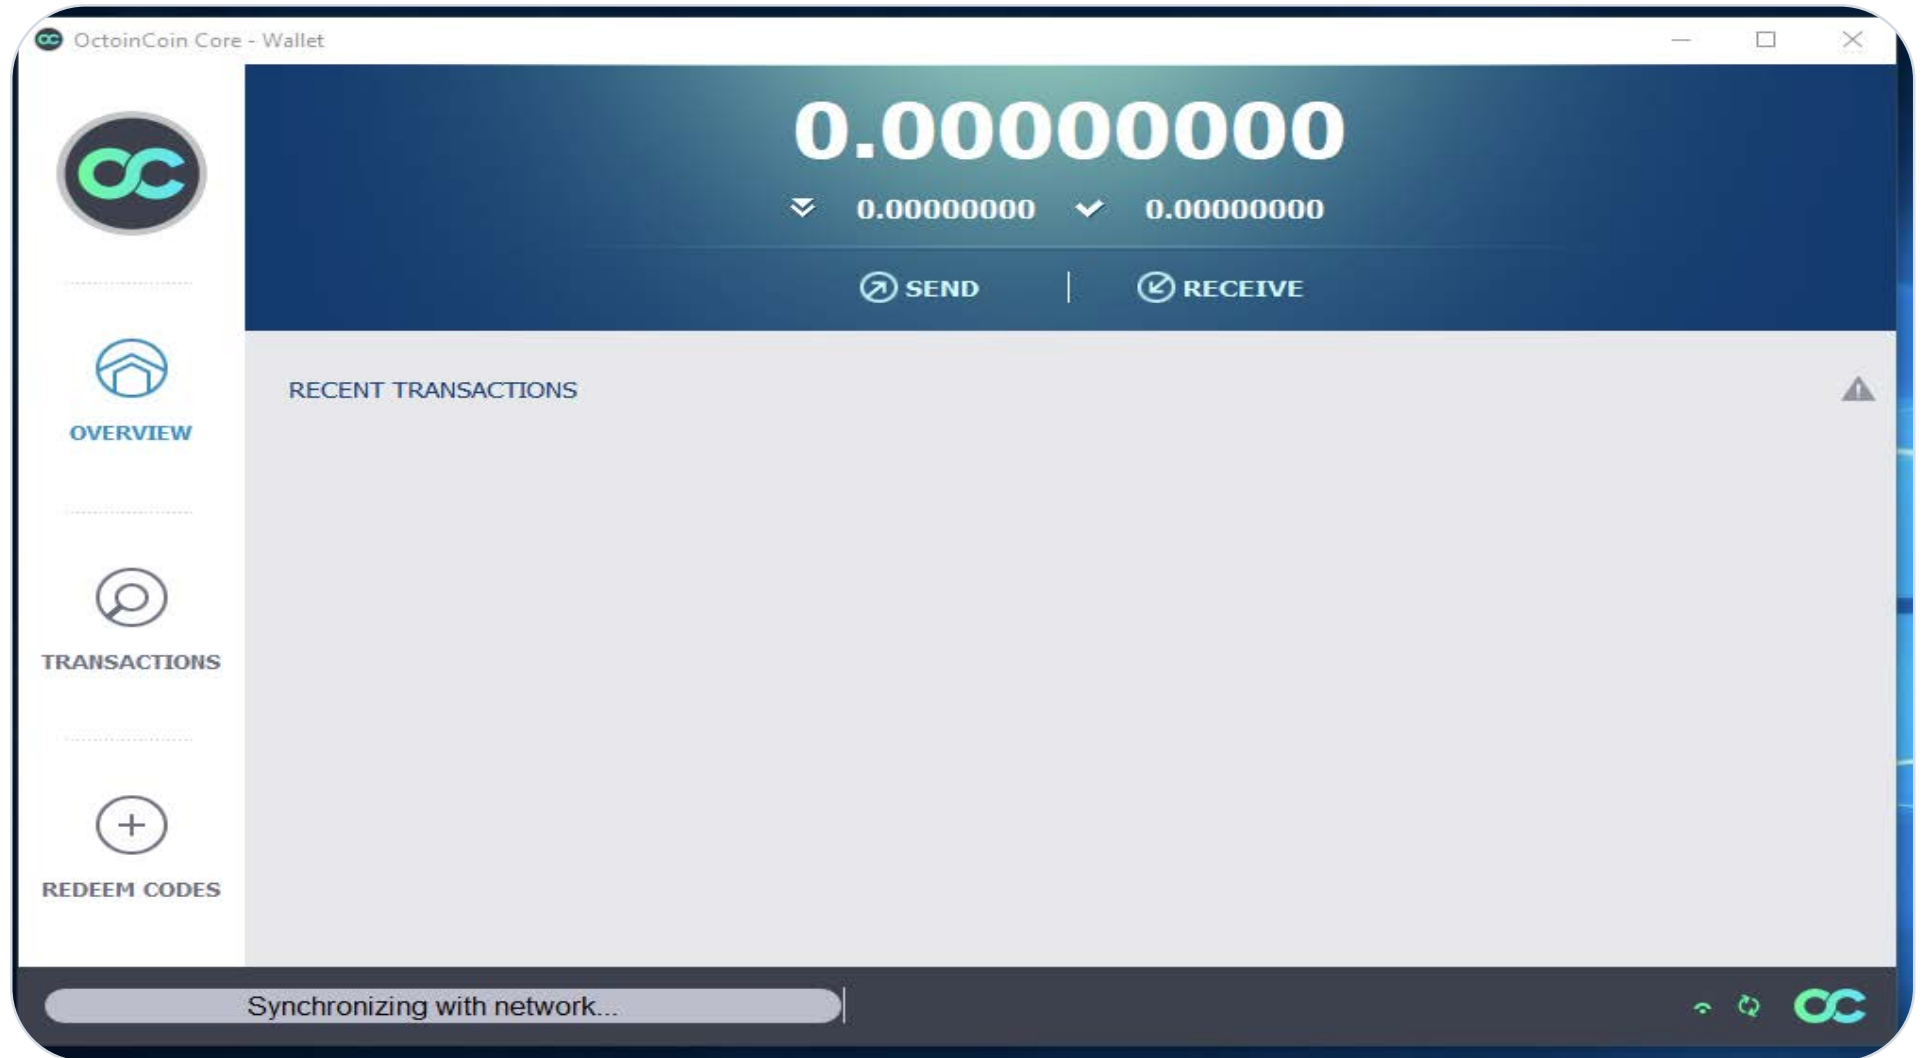 OctoinCoin Core - Wallet
0.00000000
0.00000000 0.00000000
SEND | RECEIVE
RECENT TRANSACTIONS
OVERVIEW
TRANSACTIONS
REDEEM CODES
Synchronizing with network...